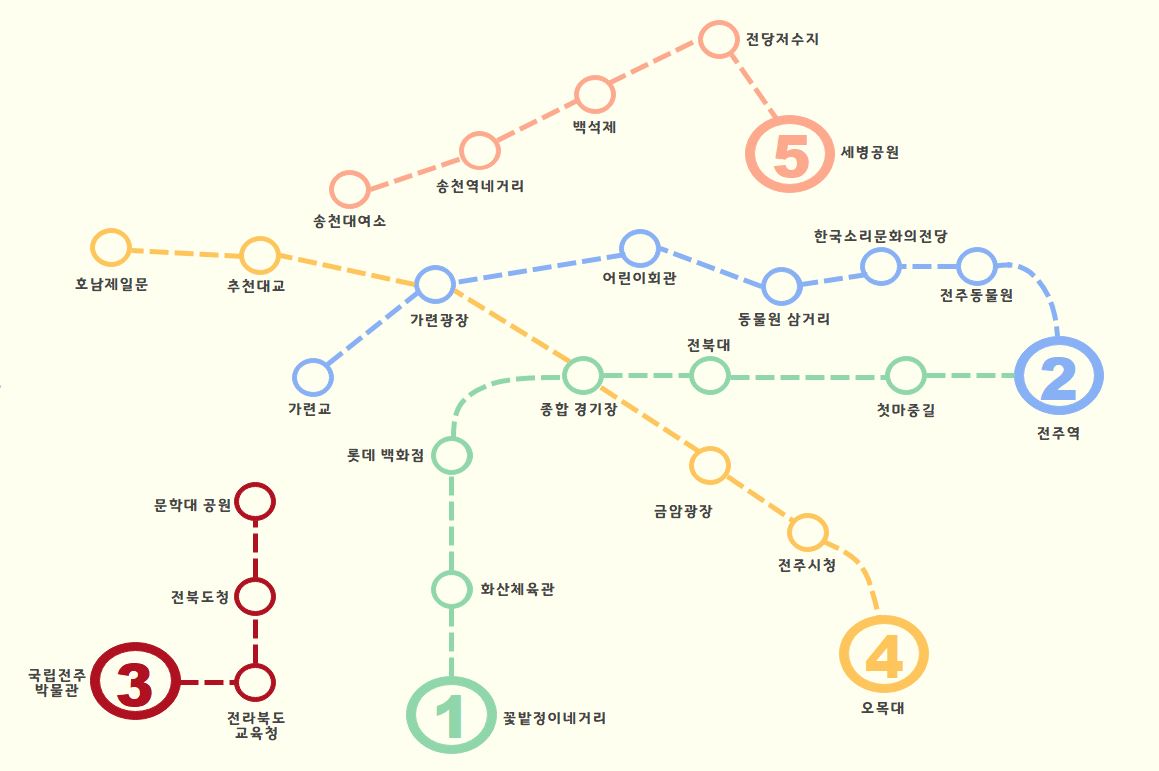 전당저수지
백석제
5
세병공원
송천역네거리
송천대여소
한국소리문화의전당
호남제일문
추천대교
어린이회관
전주동물원
가련광장
동물원 삼거리
전북대
2
가련교
종합 경기장
첫마중길
전주역
롯데 백화점
문학대 공원
금암광장
전주시청
전북도청
화산체육관
국립전주
박물관
3
4
전라북도
교육청
1
꽃밭정이네거리
오목대